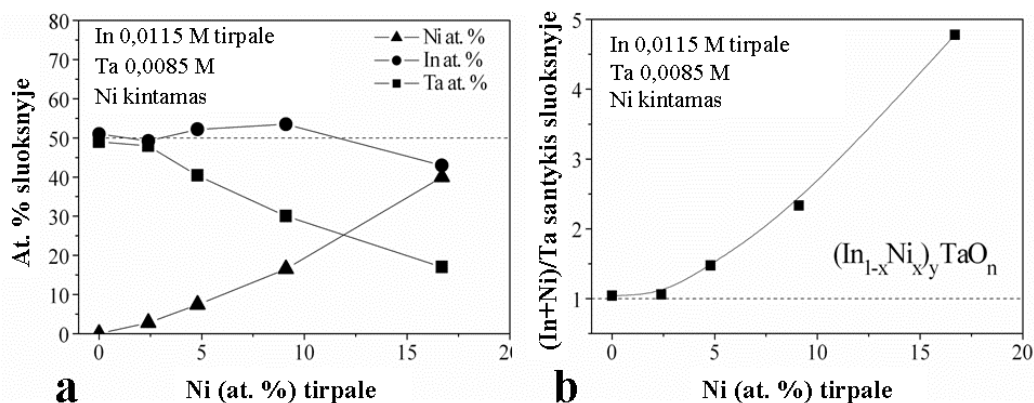 80
70
60
50
40
30
20
10
0
At. % sluoksnyje
In 0,0115 M tirpale
Ta 0,0085 M
Ni kintamas
Ni at. %
In at. %
Ta at. %
0 5 10 15 20
Ni (at. %) tirpale
a
5
4
3
2
1
(In+Ni)/Ta santykis sluoksnyje
In 0,0115 M tirpale
Ta 0,0085 M
Ni kintamas
(In1-xNix)yTaOn
0 5 10 15 20
Ni (at. %) tirpale
b